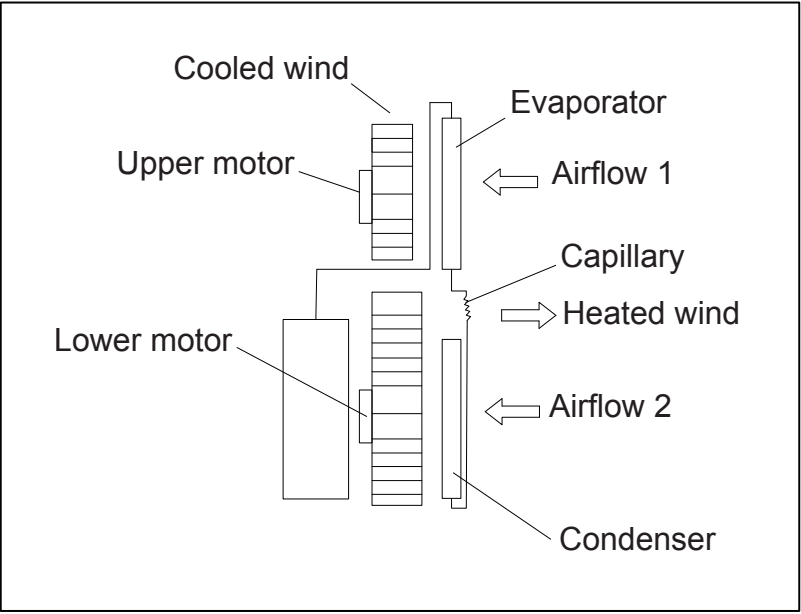 Cooled wind
Evaporator
Upper motor
Airflow 1
Capillary
Heated wind
Lower motor
Airflow 2
Condenser